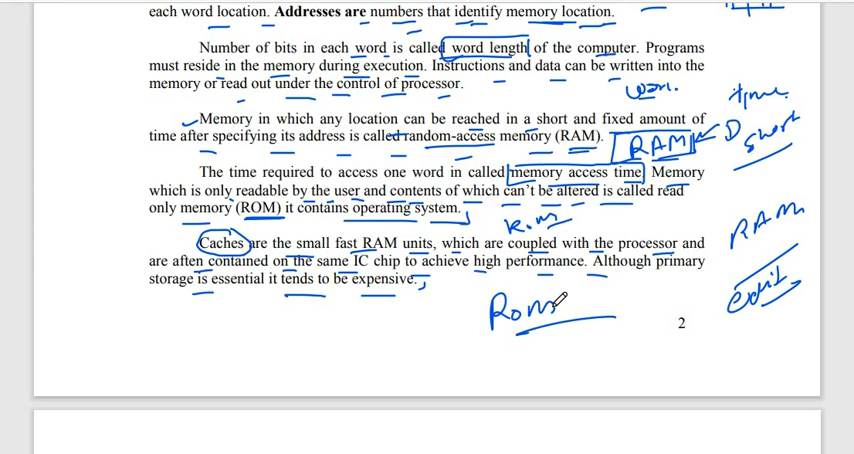 each word location. Addresses are numbers that identify memory location.
Number of bits in each word is called word length of the computer. Programs
must reside in the memory during execution. Instructions and data can be written into the
memory or read out under the control of processor.
Memory in which any location can be reached in a short and fixed amount of
time after specifying its address is called random-access memory (RAM).
RAM
time
short
The time required to access one word in called memory access time. Memory
which is only readable by the user and contents of which can't be altered is called read
only memory (ROM) it contains operating system.
RAM
Caches are the small fast RAM units, which are coupled with the processor and
are aften contained on the same IC chip to achieve high performance. Although primary
storage is essential it tends to be expensive.
edit
Rom
2